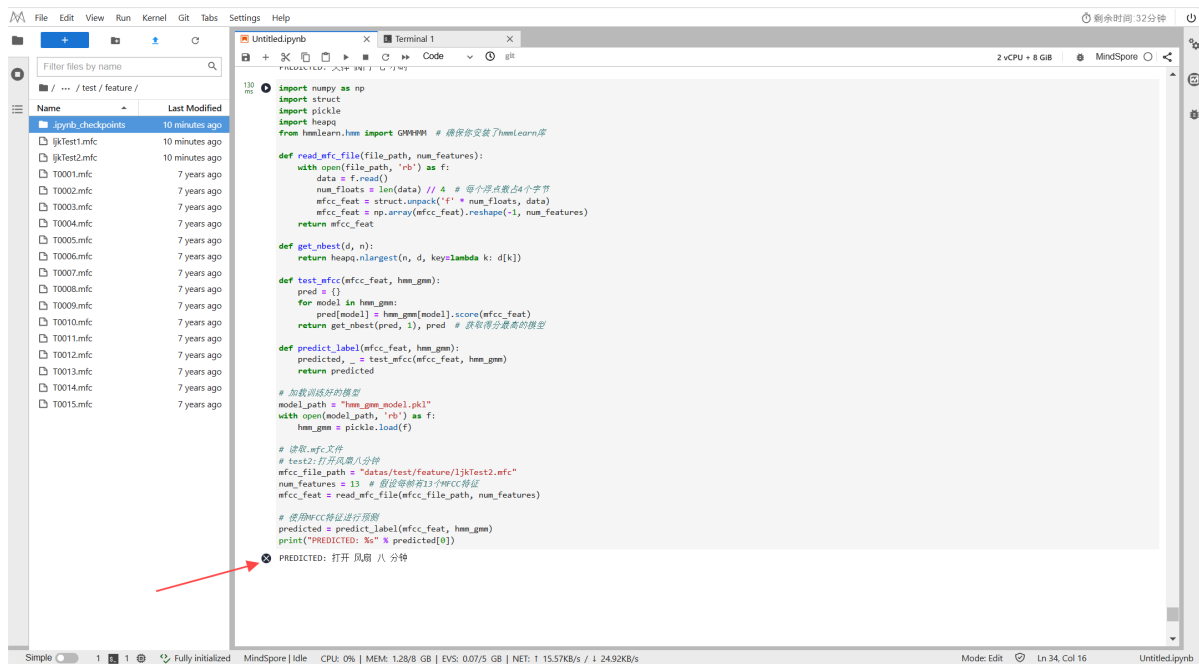 File Edit View Run Kernel Git Tabs Settings Help
剩余时间:32分钟
Filter files by name
/ ... / test / feature /
Name Last Modified
.ipynb_checkpoints 10 minutes ago
ljkTest1.mfc 10 minutes ago
ljkTest2.mfc 10 minutes ago
T0001.mfc 7 years ago
T0002.mfc 7 years ago
T0003.mfc 7 years ago
T0004.mfc 7 years ago
T0005.mfc 7 years ago
T0006.mfc 7 years ago
T0007.mfc 7 years ago
T0008.mfc 7 years ago
T0009.mfc 7 years ago
T0010.mfc 7 years ago
T0011.mfc 7 years ago
T0012.mfc 7 years ago
T0013.mfc 7 years ago
T0014.mfc 7 years ago
T0015.mfc 7 years ago
Untitled.ipynb Terminal 1
Code git 2 vCPU + 8 GiB MindSpore
130 ms
import numpy as np
import struct
import pickle
import heapq
from hmmlearn.hmm import GMMHMM # 确保你安装了hmmlearn库
def read_mfc_file(file_path, num_features):
with open(file_path, 'rb') as f:
data = f.read()
num_floats = len(data) // 4 # 每个浮点数占4个字节
mfcc_feat = struct.unpack('f' * num_floats, data)
mfcc_feat = np.array(mfcc_feat).reshape(-1, num_features)
return mfcc_feat
def get_nbest(d, n):
return heapq.nlargest(n, d, key=lambda k: d[k])
def test_mfcc(mfcc_feat, hmm_gmm):
pred = {}
for model in hmm_gmm:
pred[model] = hmm_gmm[model].score(mfcc_feat)
return get_nbest(pred, 1), pred # 获取得分最高的模型
def predict_label(mfcc_feat, hmm_gmm):
predicted, _ = test_mfcc(mfcc_feat, hmm_gmm)
return predicted
# 加载训练好的模型
model_path = "hmm_gmm_model.pkl"
with open(model_path, 'rb') as f:
hmm_gmm = pickle.load(f)
# 读取.mfc文件
# test2:打开风扇八分钟
mfcc_file_path = "datas/test/feature/ljkTest2.mfc"
num_features = 13 # 假设每帧有13个MFCC特征
mfcc_feat = read_mfc_file(mfcc_file_path, num_features)
# 使用MFCC特征进行预测
predicted = predict_label(mfcc_feat, hmm_gmm)
print("PREDICTED: %s" % predicted[0])
PREDICTED: 打开 风扇 八 分钟
Simple 1 1 Fully initialized MindSpore | Idle CPU: 0% | MEM: 1.28/8 GB | EVS: 0.07/5 GB | NET: ↑ 15.57KB/s / ↓ 24.92KB/s Mode: Edit Ln 34, Col 16 Untitled.ipynb